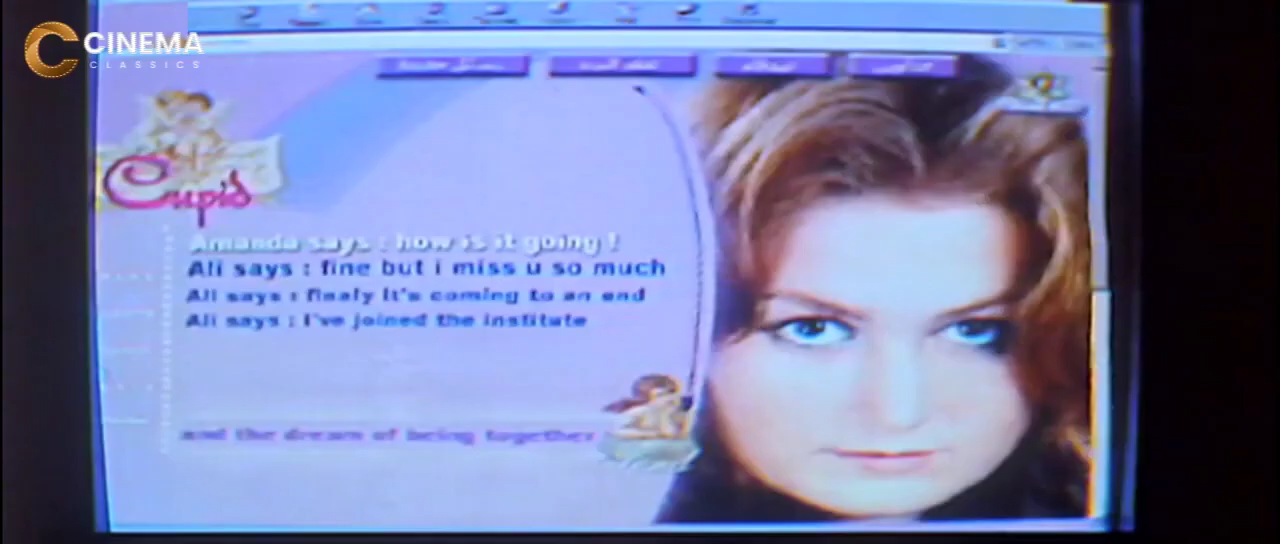 CINEMA
CLASSICS
Cupid
Amanda says : how is it going !
Ali says : fine but i miss u so much
Ali says : finaly it's coming to an end
Ali says : I've joined the institute
and the dream of being together